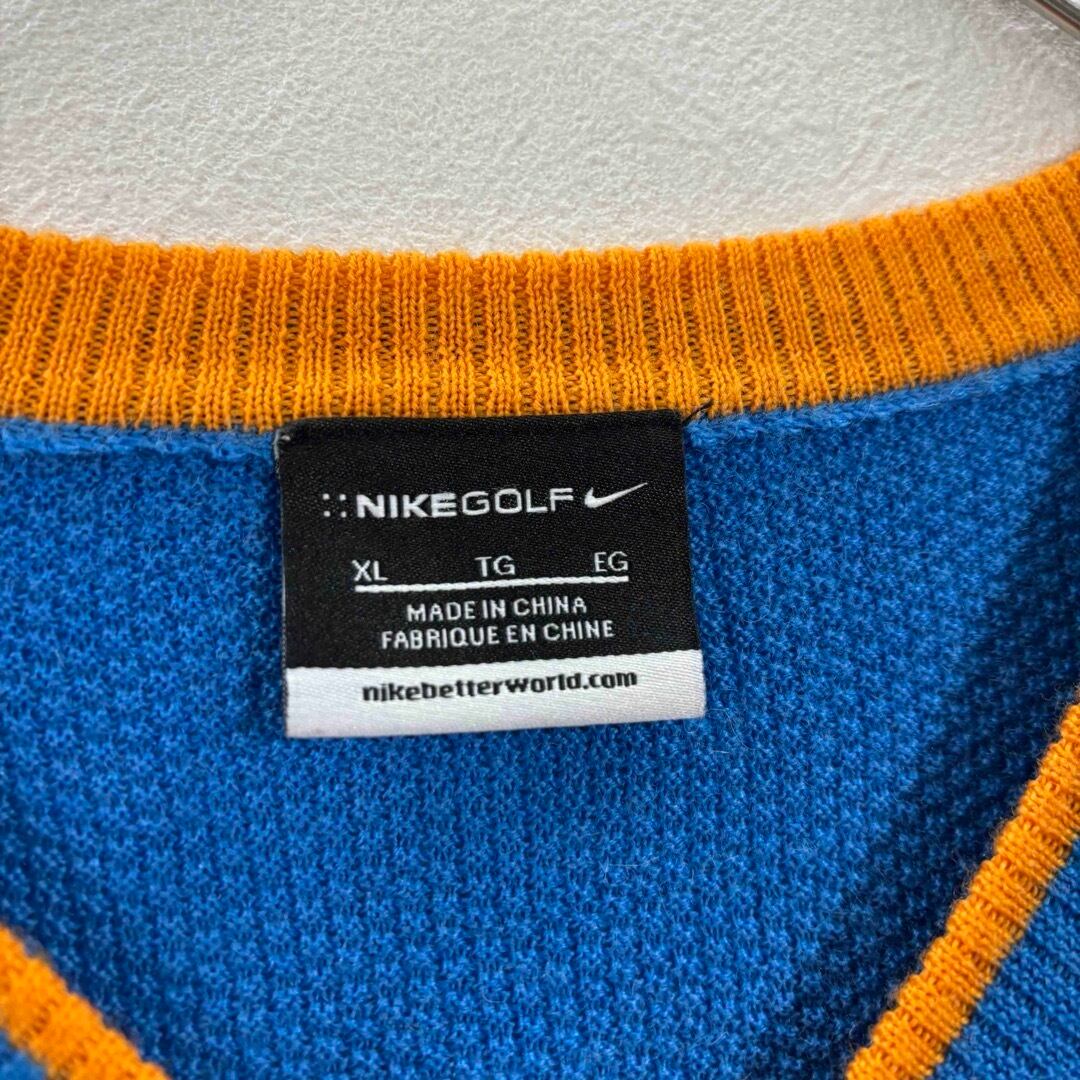 NIKEGOLF
XL TG EG
MADE IN CHINA
FABRIQUE EN CHINE
nikebetterworld.com